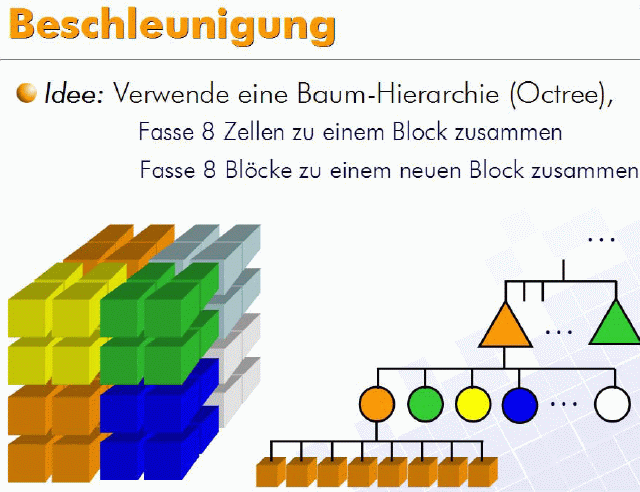 Beschleunigung
Idee: Verwende eine Baum-Hierarchie (Octree),
Fasse 8 Zellen zu einem Block zusammen
Fasse 8 Blöcke zu einem neuen Block zusammen
...
...
...